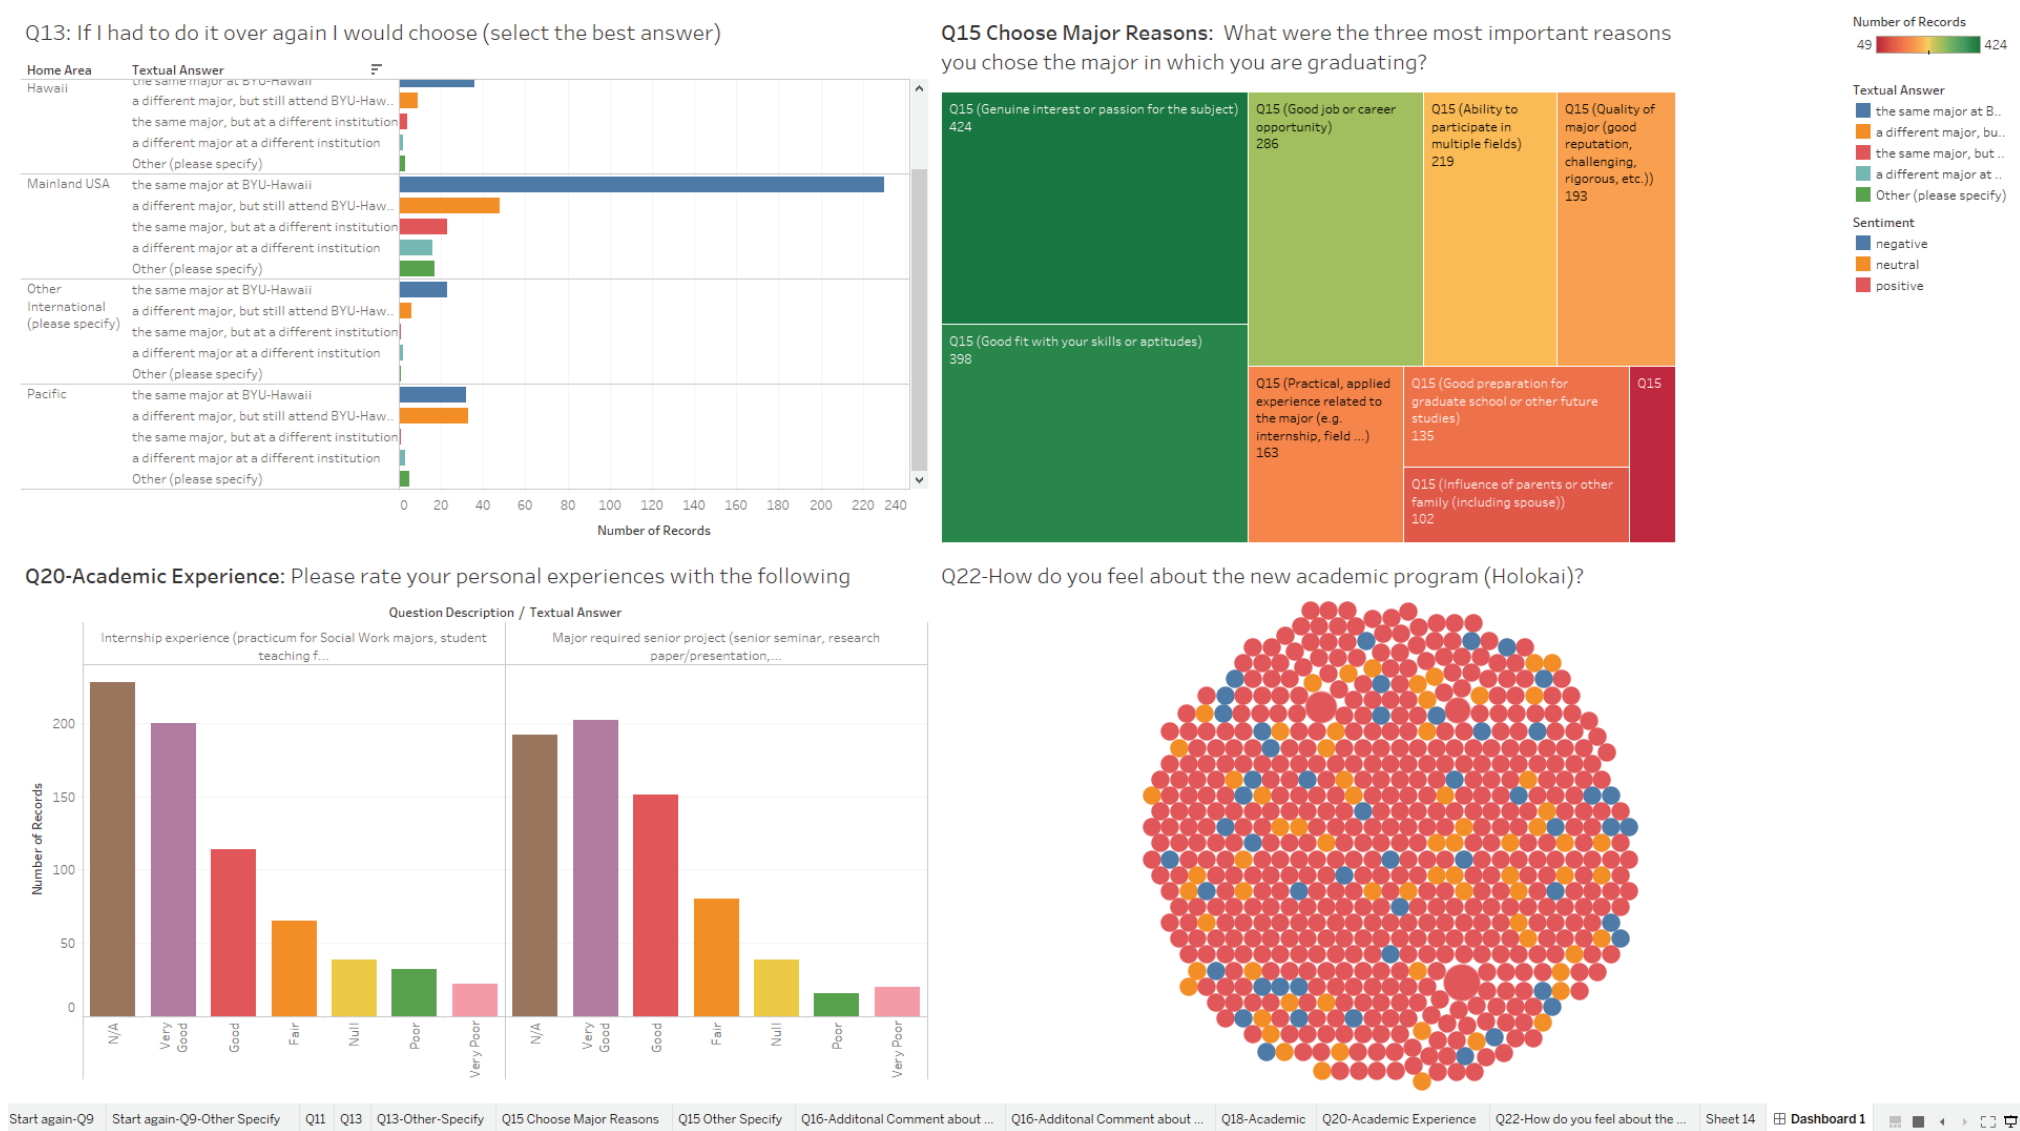 Q13: If I had to do it over again I would choose (select the best answer)
Home Area
Textual Answer
Hawaii
the same major at BYU-Hawaii
a different major, but still attend BYU-Haw..
the same major, but at a different institution
a different major at a different institution
Other (please specify)
Mainland USA
the same major at BYU-Hawaii
a different major, but still attend BYU-Haw..
the same major, but at a different institution
a different major at a different institution
Other (please specify)
Other
International
(please specify)
the same major at BYU-Hawaii
a different major, but still attend BYU-Haw..
the same major, but at a different institution
a different major at a different institution
Other (please specify)
Pacific
the same major at BYU-Hawaii
a different major, but still attend BYU-Haw..
the same major, but at a different institution
a different major at a different institution
Other (please specify)
0 20 40 60 80 100 120 140 160 180 200 220 240
Number of Records
Q15 Choose Major Reasons: What were the three most important reasons
you chose the major in which you are graduating?
Q15 (Genuine interest or passion for the subject)
424
Q15 (Good fit with your skills or aptitudes)
398
Q15 (Good job or career
opportunity)
286
Q15 (Ability to
participate in
multiple fields)
219
Q15 (Quality of
major (good
reputation,
challenging,
rigorous, etc.))
193
Q15 (Practical, applied
experience related to
the major (e.g.
internship, field ...)
163
Q15 (Good preparation for
graduate school or other future
studies)
135
Q15 (Influence of parents or other
family (including spouse))
102
Q15
Number of Records
49 424
Textual Answer
the same major at B..
a different major, bu..
the same major, but ..
a different major at ..
Other (please specify)
Sentiment
negative
neutral
positive
Q20-Academic Experience: Please rate your personal experiences with the following
Question Description / Textual Answer
Internship experience (practicum for Social Work majors, student
teaching f...
Major required senior project (senior seminar, research
paper/presentation,...
Number of Records
200
150
100
50
0
N/A
Very
Good
Good
Fair
Null
Poor
Very Poor
N/A
Very
Good
Good
Fair
Null
Poor
Very Poor
Q22-How do you feel about the new academic program (Holokai)?
Start again-Q9 Start again-Q9-Other Specify Q11 Q13 Q13-Other-Specify Q15 Choose Major Reasons Q15 Other Specify Q16-Additonal Comment about ... Q16-Additonal Comment about ... Q18-Academic Q20-Academic Experience Q22-How do you feel about the ... Sheet 14 Dashboard 1